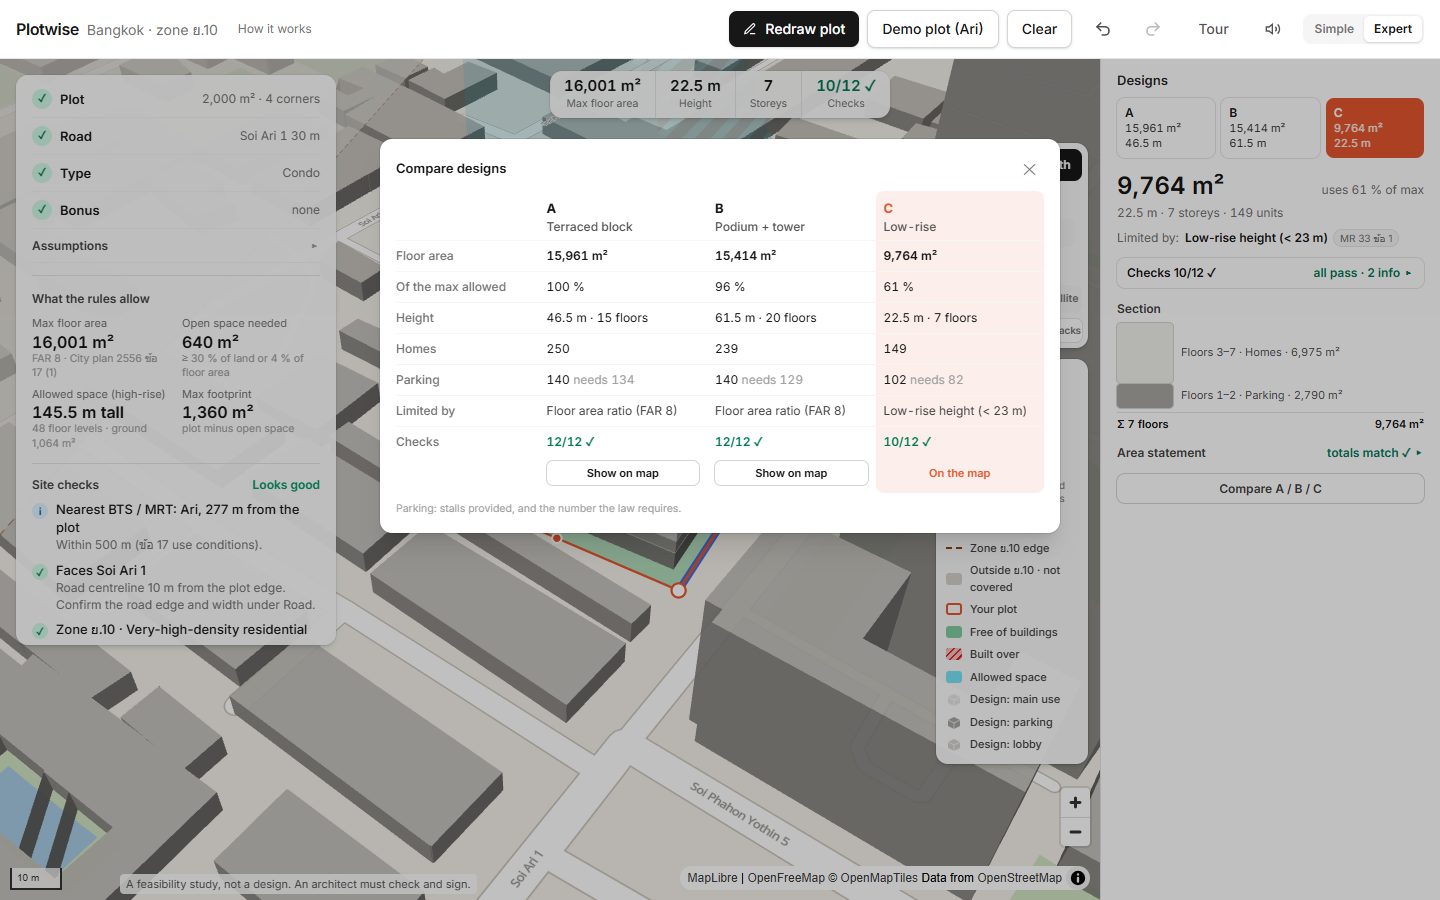 Plotwise Bangkok · zone ย.10 How it works
Redraw plot
Demo plot (Ari)
Clear
Tour
Simple
Expert
Plot 2,000 m² · 4 corners
Road Soi Ari 1 30 m
Type Condo
Bonus none
Assumptions
What the rules allow
Max floor area
16,001 m²
FAR 8 · City plan 2556 ข้อ
17 (1)
Open space needed
640 m²
≥ 30 % of land or 4 % of
floor area
Allowed space (high-rise)
145.5 m tall
48 floor levels · ground
1,064 m²
Max footprint
1,360 m²
plot minus open space
Site checks Looks good
Nearest BTS / MRT: Ari, 277 m from the
plot
Within 500 m (ข้อ 17 use conditions).
Faces Soi Ari 1
Road centreline 10 m from the plot edge.
Confirm the road edge and width under Road.
Zone ย.10 · Very-high-density residential
16,001 m²
Max floor area
22.5 m
Height
7
Storeys
10/12 ✓
Checks
Compare designs
A
Terraced block
B
Podium + tower
C
Low-rise
Floor area 15,961 m² 15,414 m² 9,764 m²
Of the max allowed 100 % 96 % 61 %
Height 46.5 m · 15 floors 61.5 m · 20 floors 22.5 m · 7 floors
Homes 250 239 149
Parking 140 needs 134 140 needs 129 102 needs 82
Limited by Floor area ratio (FAR 8) Floor area ratio (FAR 8) Low-rise height (< 23 m)
Checks 12/12 ✓ 12/12 ✓ 10/12 ✓
Show on map Show on map On the map
Parking: stalls provided, and the number the law requires.
Zone ย.10 edge
Outside ย.10 · not
covered
Your plot
Free of buildings
Built over
Allowed space
Design: main use
Design: parking
Design: lobby
Designs
A
15,961 m²
46.5 m
B
15,414 m²
61.5 m
C
9,764 m²
22.5 m
9,764 m² uses 61 % of max
22.5 m · 7 storeys · 149 units
Limited by: Low-rise height (< 23 m) MR 33 ข้อ 1
Checks 10/12 ✓ all pass · 2 info ▸
Section
Floors 3–7 · Homes · 6,975 m²
Floors 1–2 · Parking · 2,790 m²
Σ 7 floors 9,764 m²
Area statement totals match ✓ ▸
Compare A / B / C
Soi Phahon Yothin 5
Soi Ari 1
10 m
A feasibility study, not a design. An architect must check and sign.
MapLibre | OpenFreeMap © OpenMapTiles Data from OpenStreetMap